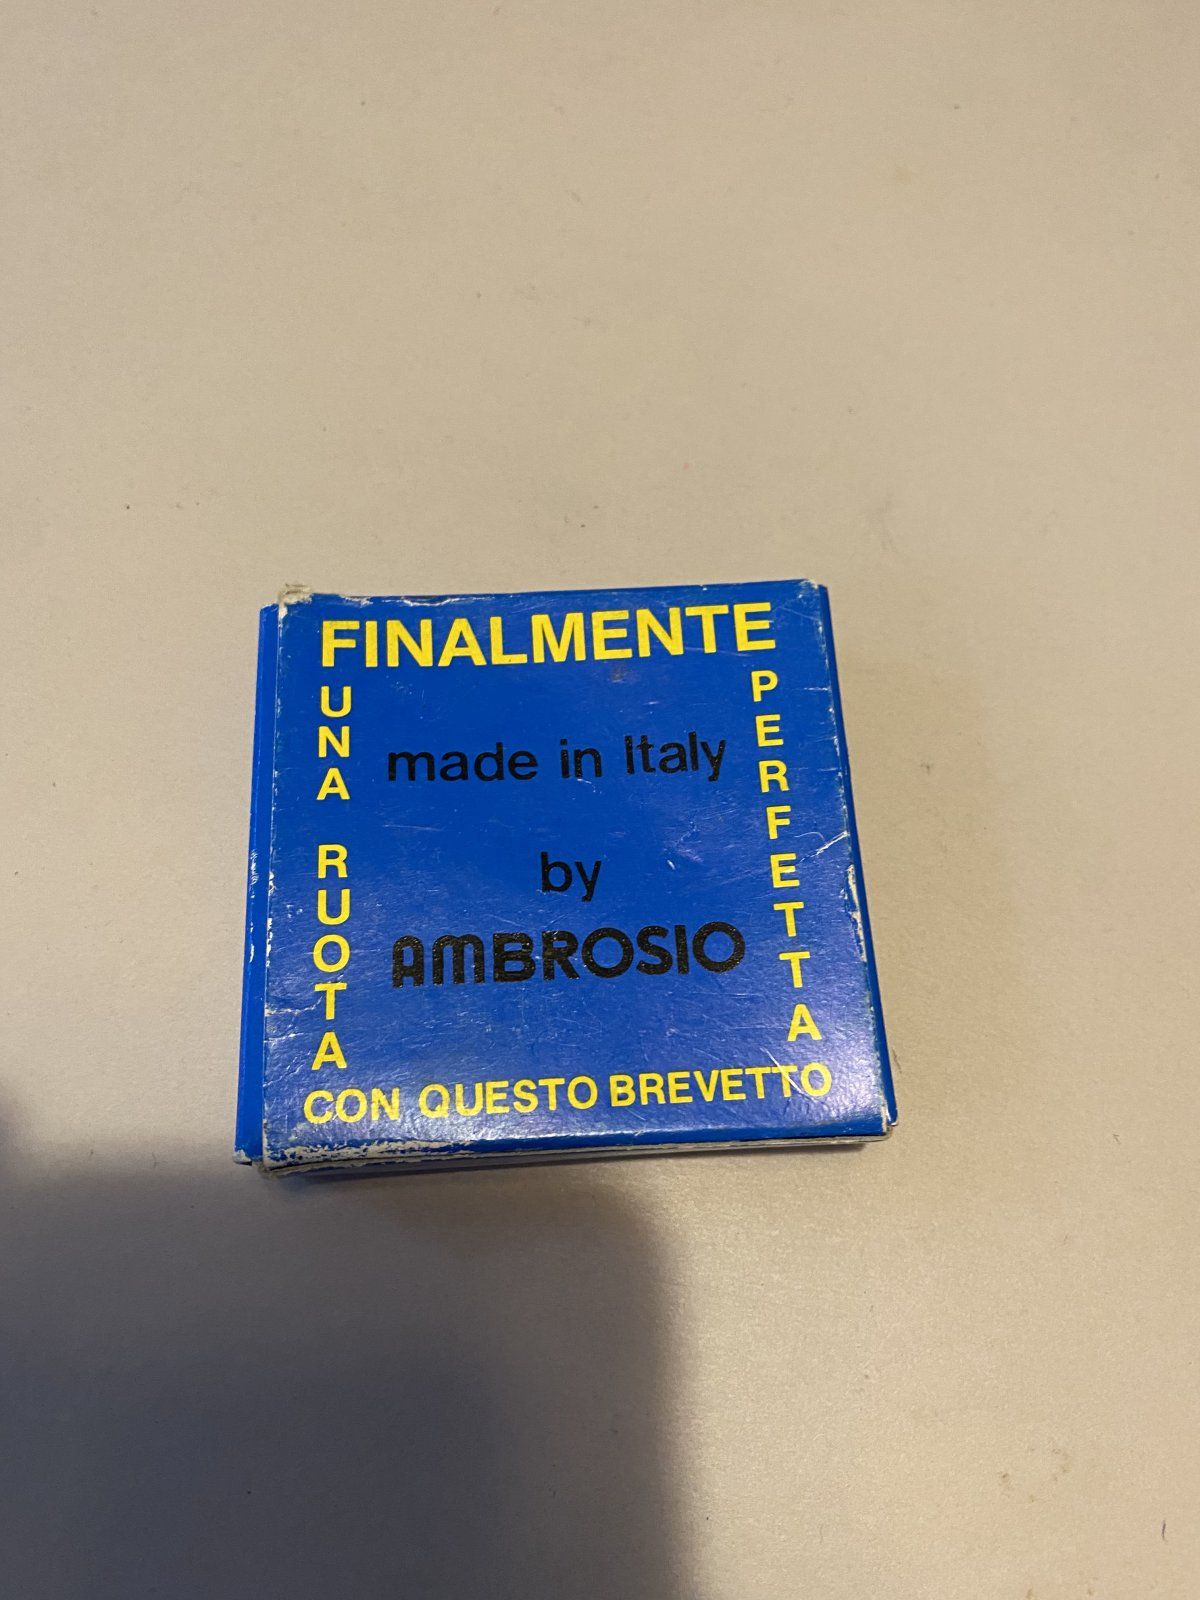 FINALMENTE
UNA RUOTA
PERFETTA
made in Italy
by
AMBROSIO
CON QUESTO BREVETTO